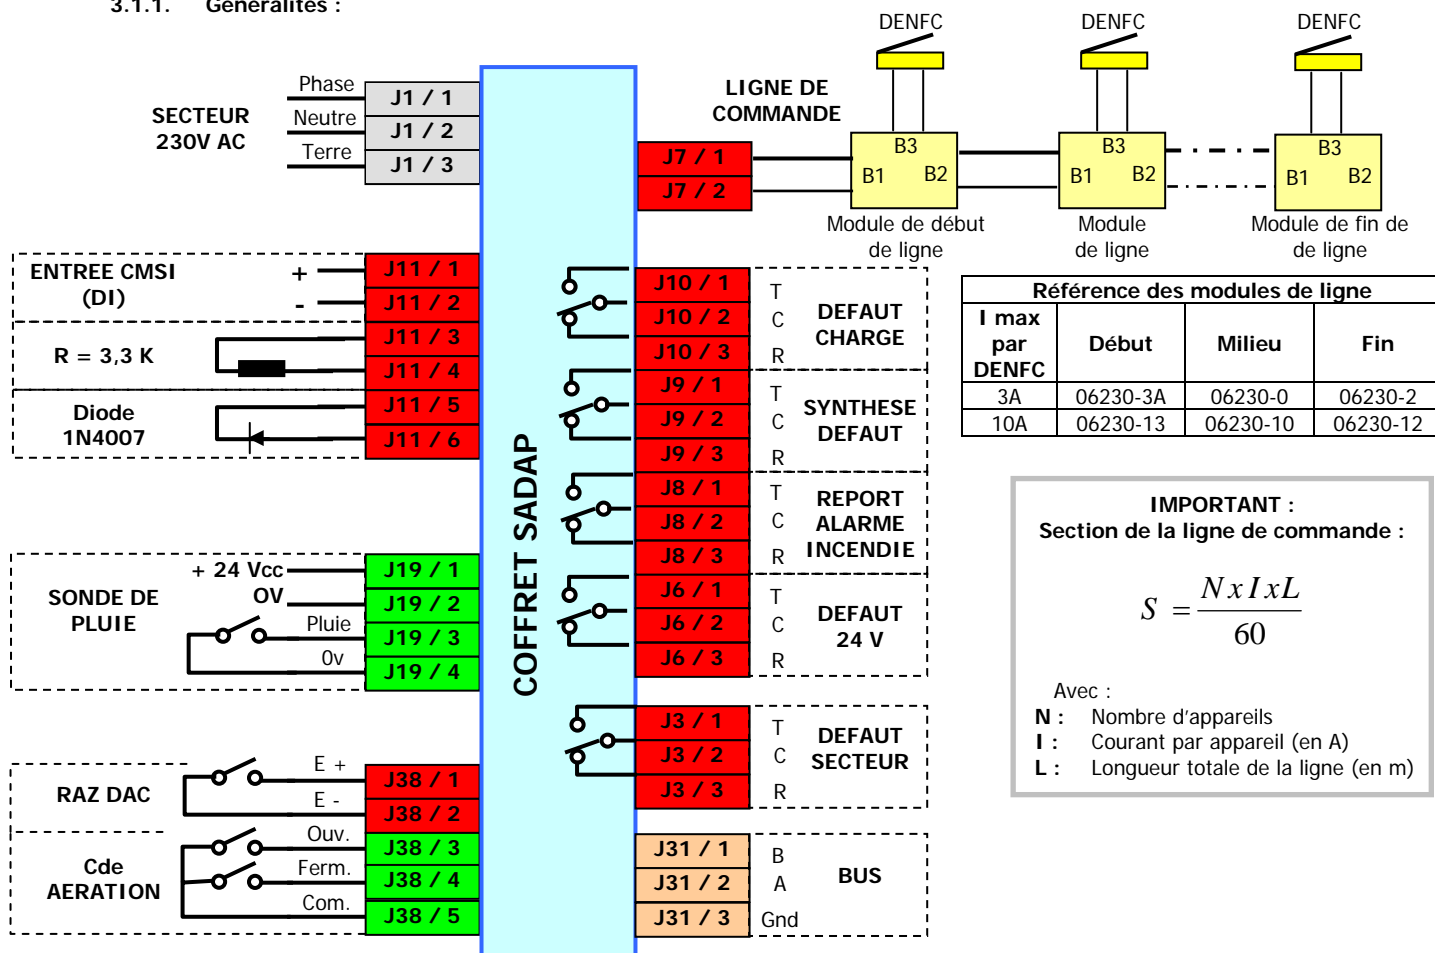 3.1.1. Généralités :
DENFC
DENFC
DENFC
SECTEUR
230V AC
Phase
Neutre
Terre
J1 / 1
J1 / 2
J1 / 3
LIGNE DE
COMMANDE
J7 / 1
J7 / 2
B3
B1 B2
B3
B1 B2
B3
B1 B2
Module de début
de ligne
Module
de ligne
Module de fin de
de ligne
ENTREE CMSI
(DI)
+
-
R = 3,3 K
Diode
1N4007
J11 / 1
J11 / 2
J11 / 3
J11 / 4
J11 / 5
J11 / 6
SONDE DE
PLUIE
+ 24 Vcc
OV
Pluie
0v
J19 / 1
J19 / 2
J19 / 3
J19 / 4
RAZ DAC
E +
E -
Cde
AERATION
Ouv.
Ferm.
Com.
J38 / 1
J38 / 2
J38 / 3
J38 / 4
J38 / 5
COFFRET SADAP
J10 / 1 T
J10 / 2 C
J10 / 3 R
DEFAUT
CHARGE
J9 / 1 T
J9 / 2 C
J9 / 3 R
SYNTHESE
DEFAUT
J8 / 1 T
J8 / 2 C
J8 / 3 R
REPORT
ALARME
INCENDIE
J6 / 1 T
J6 / 2 C
J6 / 3 R
DEFAUT
24 V
J3 / 1 T
J3 / 2 C
J3 / 3 R
DEFAUT
SECTEUR
J31 / 1 B
J31 / 2 A
J31 / 3 Gnd
BUS
Référence des modules de ligne
I max
par
DENFC
Début Milieu Fin
3A 06230-3A 06230-0 06230-2
10A 06230-13 06230-10 06230-12
IMPORTANT :
Section de la ligne de commande :
S = NxIxL
60
Avec :
N : Nombre d'appareils
I : Courant par appareil (en A)
L : Longueur totale de la ligne (en m)